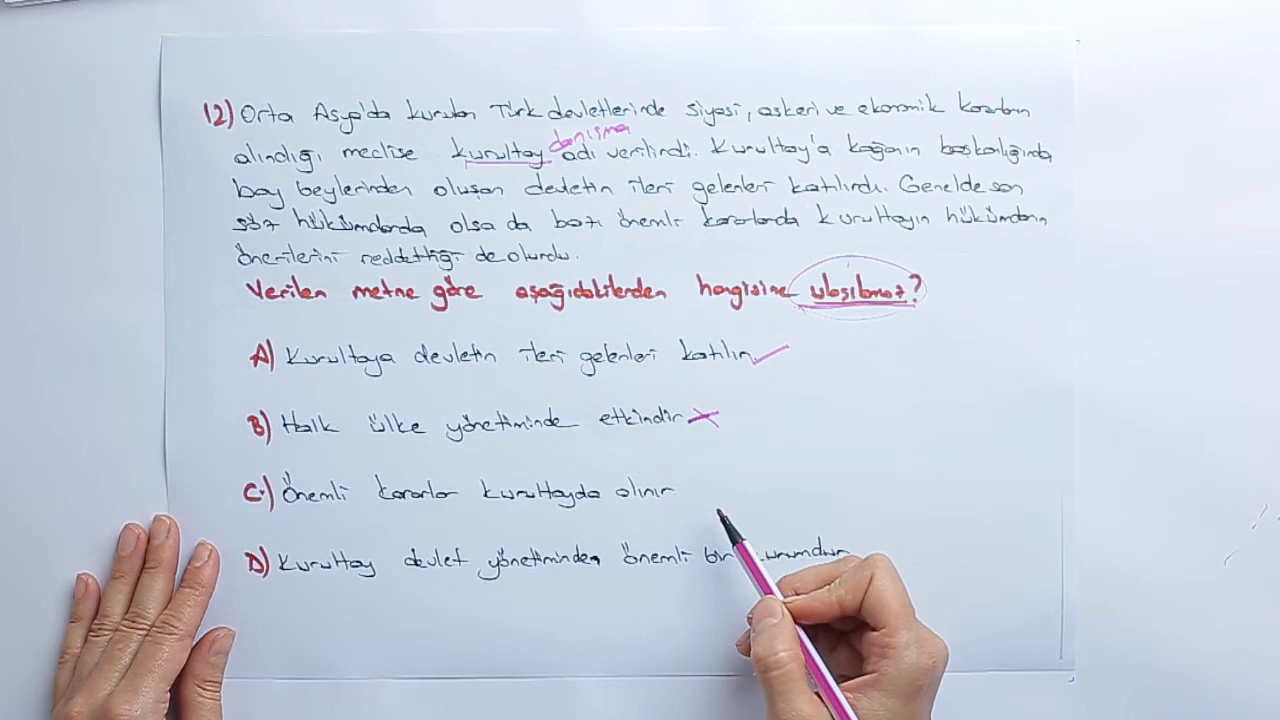 12) Orta Asya'da kurulan Türk devletlerinde siyasi, askeri ve ekonomik kararların
danışma
alındığı meclise kurultay adı verilirdi. Kurultay'a kağanın başkanlığında
boy beylerinden oluşan devletin ileri gelenleri katılırdı. Genelde son
söz hükümdarda olsa da bazı önemli kararlarda kurultayın hükümdarın
önerilerini reddettiği de olurdu.
Verilen metne göre aşağıdakilerden hangisine ulaşılmaz?
A) Kurultaya devletin ileri gelenleri katılır
B) Halk ülke yönetiminde etkindir
C) Önemli kararlar kurultayda alınır
D) Kurultay devlet yönetiminde önemli bir kurumdur